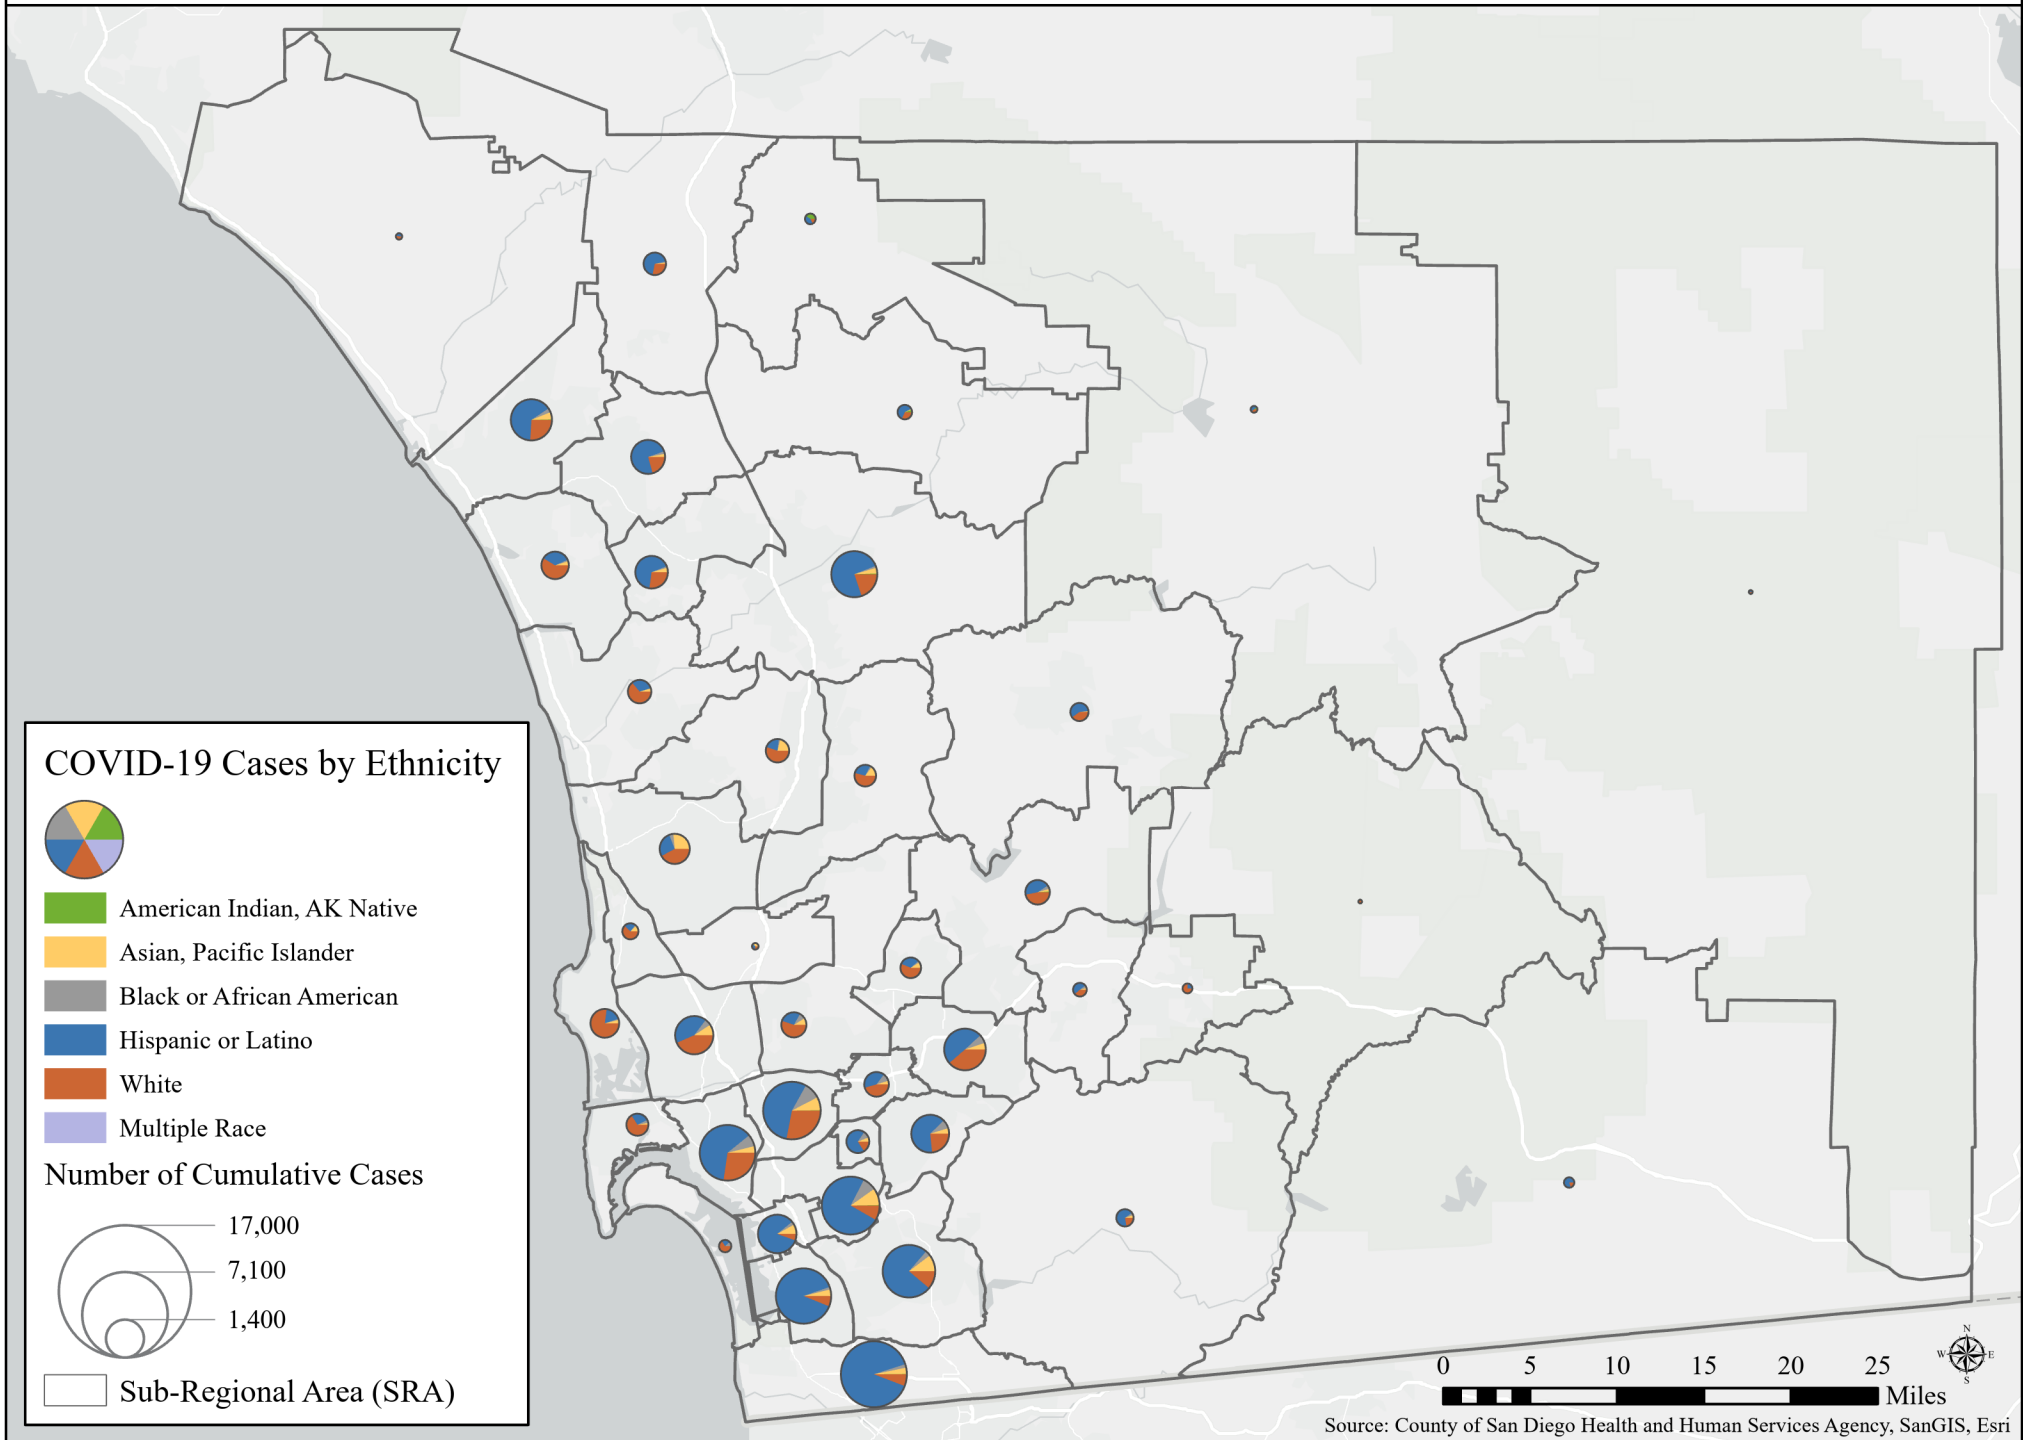 COVID-19 Cases by Ethnicity
American Indian, AK Native
Asian, Pacific Islander
Black or African American
Hispanic or Latino
White
Multiple Race
Number of Cumulative Cases
17,000
7,100
1,400
Sub-Regional Area (SRA)
N
W E
S
0 5 10 15 20 25
Miles
Source: County of San Diego Health and Human Services Agency, SanGIS, Esri